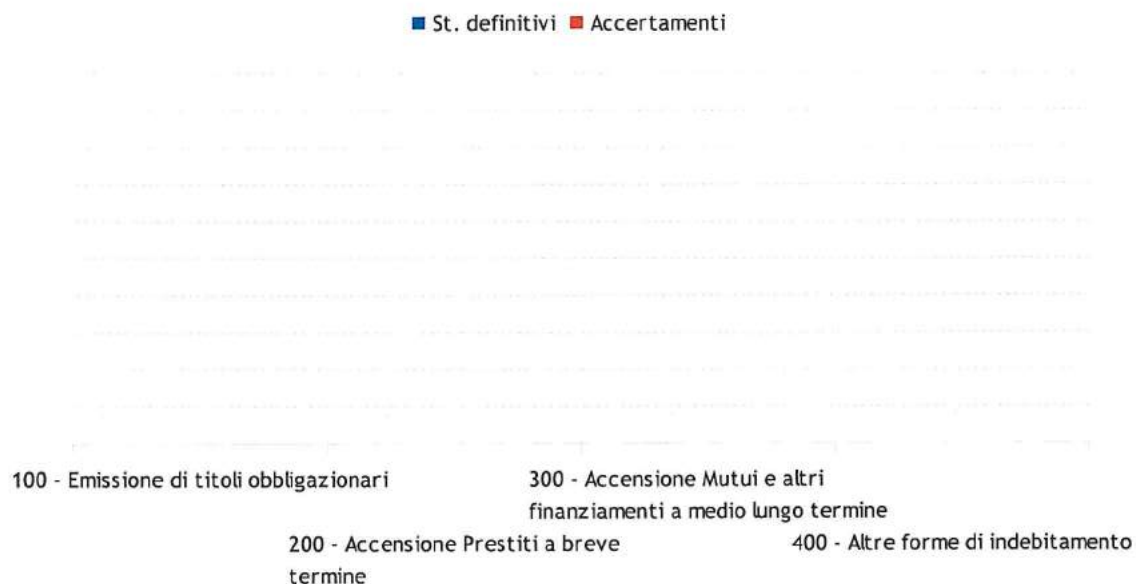 St. definitivi Accertamenti
100 - Emissione di titoli obbligazionari
300 - Accensione Mutui e altri
finanziamenti a medio lungo termine
200 - Accensione Prestiti a breve
termine
400 - Altre forme di indebitamento